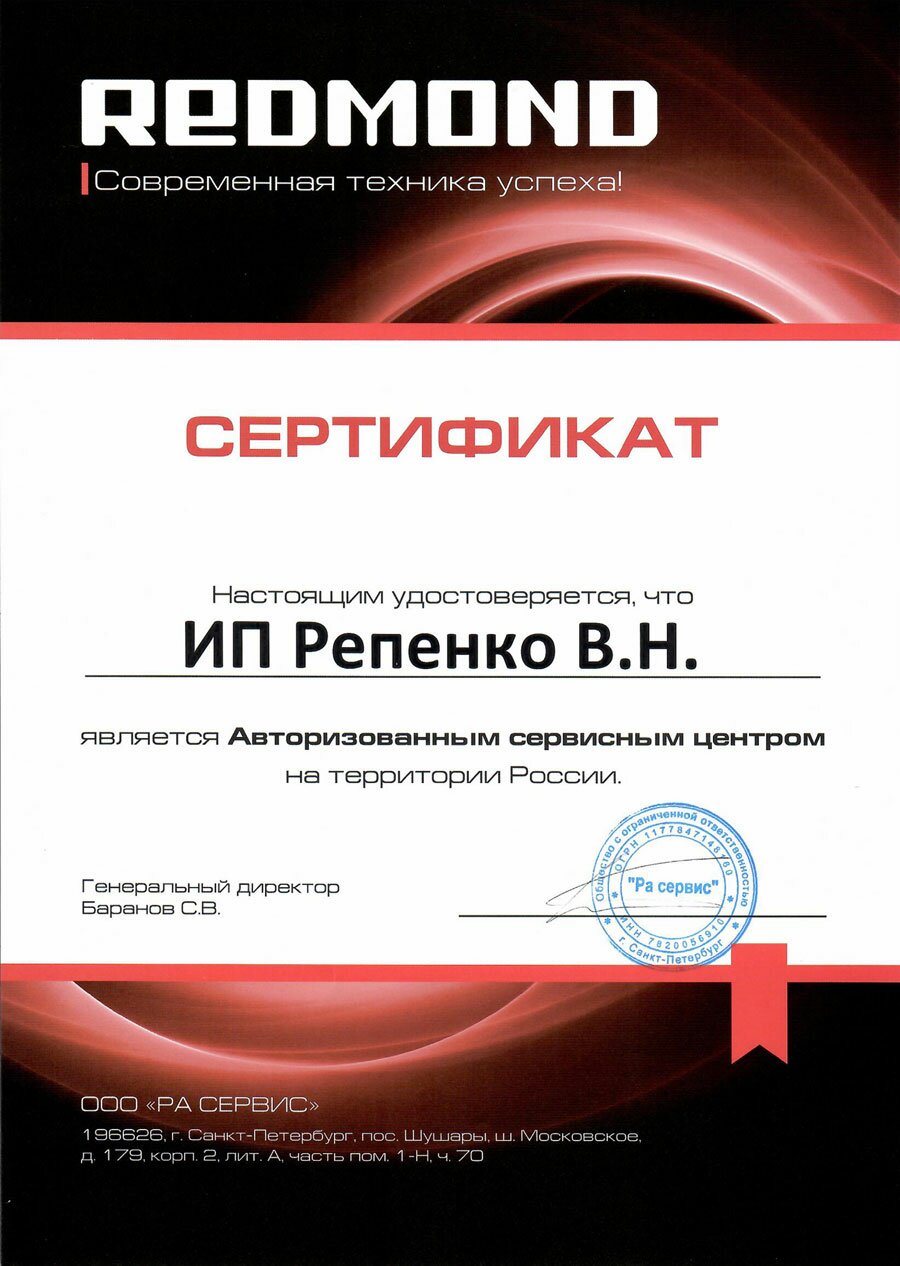 REDMOND
Современная техника успеха!
СЕРТИФИКАТ
Настоящим удостоверяется, что
ИП Репенко В.Н.
является Авторизованным сервисным центром
на территории России.
Генеральный директор
Баранов С.В.
Общество с ограниченной ответственностью
ОГРН 1177847148160
"Ра сервис"
ИНН 7820056910
г. Санкт-Петербург
ООО «РА СЕРВИС»
196626, г. Санкт-Петербург, пос. Шушары, ш. Московское,
д. 179, корп. 2, лит. А, часть пом. 1-Н, ч. 70